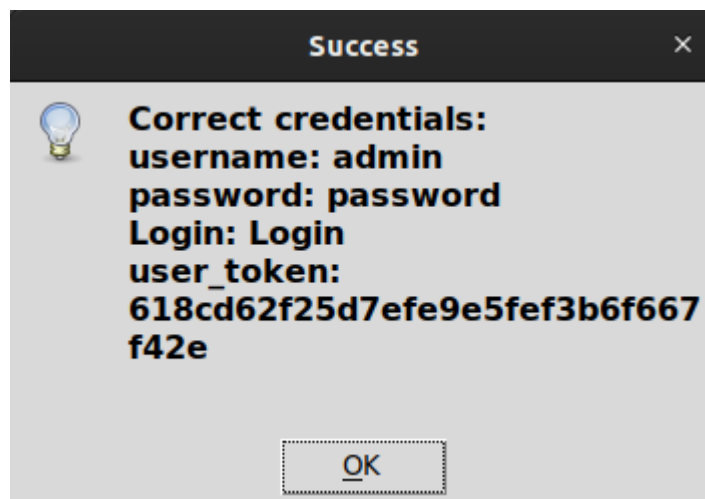 Success
Correct credentials:
username: admin
password: password
Login: Login
user_token:
618cd62f25d7efe9e5fef3b6f667
f42e
OK